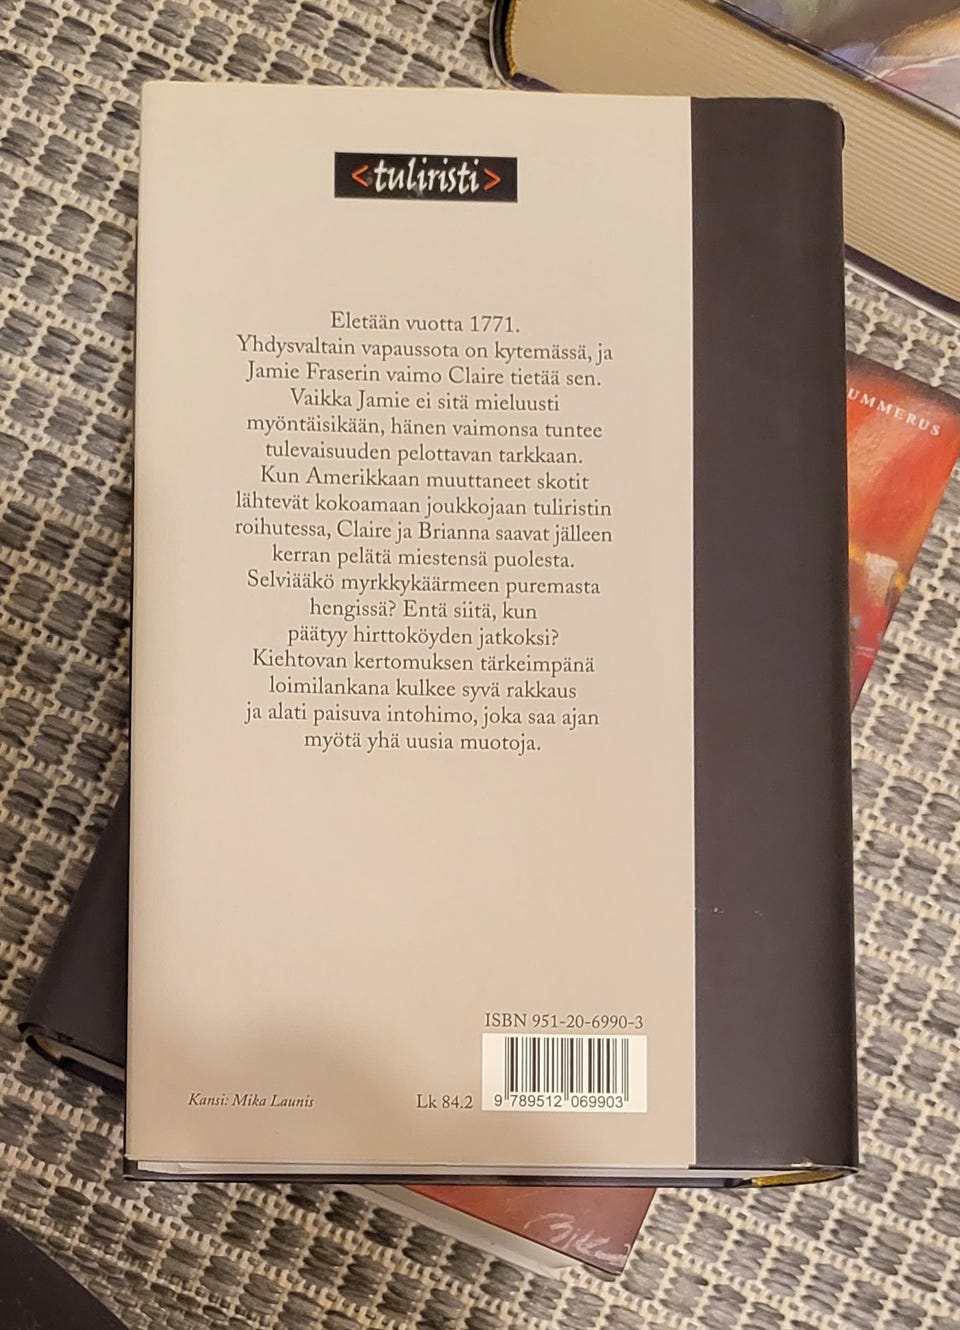 <tuliristi>
Eletään vuotta 1771.
Yhdysvaltain vapaussota on kytemässä, ja
Jamie Fraserin vaimo Claire tietää sen.
Vaikka Jamie ei sitä mieluusti
myöntäisikään, hänen vaimonsa tuntee
tulevaisuuden pelottavan tarkkaan.
Kun Amerikkaan muuttaneet skotit
lähtevät kokoamaan joukkojaan tuliristin
roihutessa, Claire ja Brianna saavat jälleen
kerran pelätä miestensä puolesta.
Selviääkö myrkkykäärmeen puremasta
hengissä? Entä siitä, kun
päätyy hirttoköyden jatkoksi?
Kiehtovan kertomuksen tärkeimpänä
loimilankana kulkee syvä rakkaus
ja alati paisuva intohimo, joka saa ajan
myötä yhä uusia muotoja.
UMMERUS
ISBN 951-20-6990-3
Kansi: Mika Launis
Lk 84.2
9 789512 069903